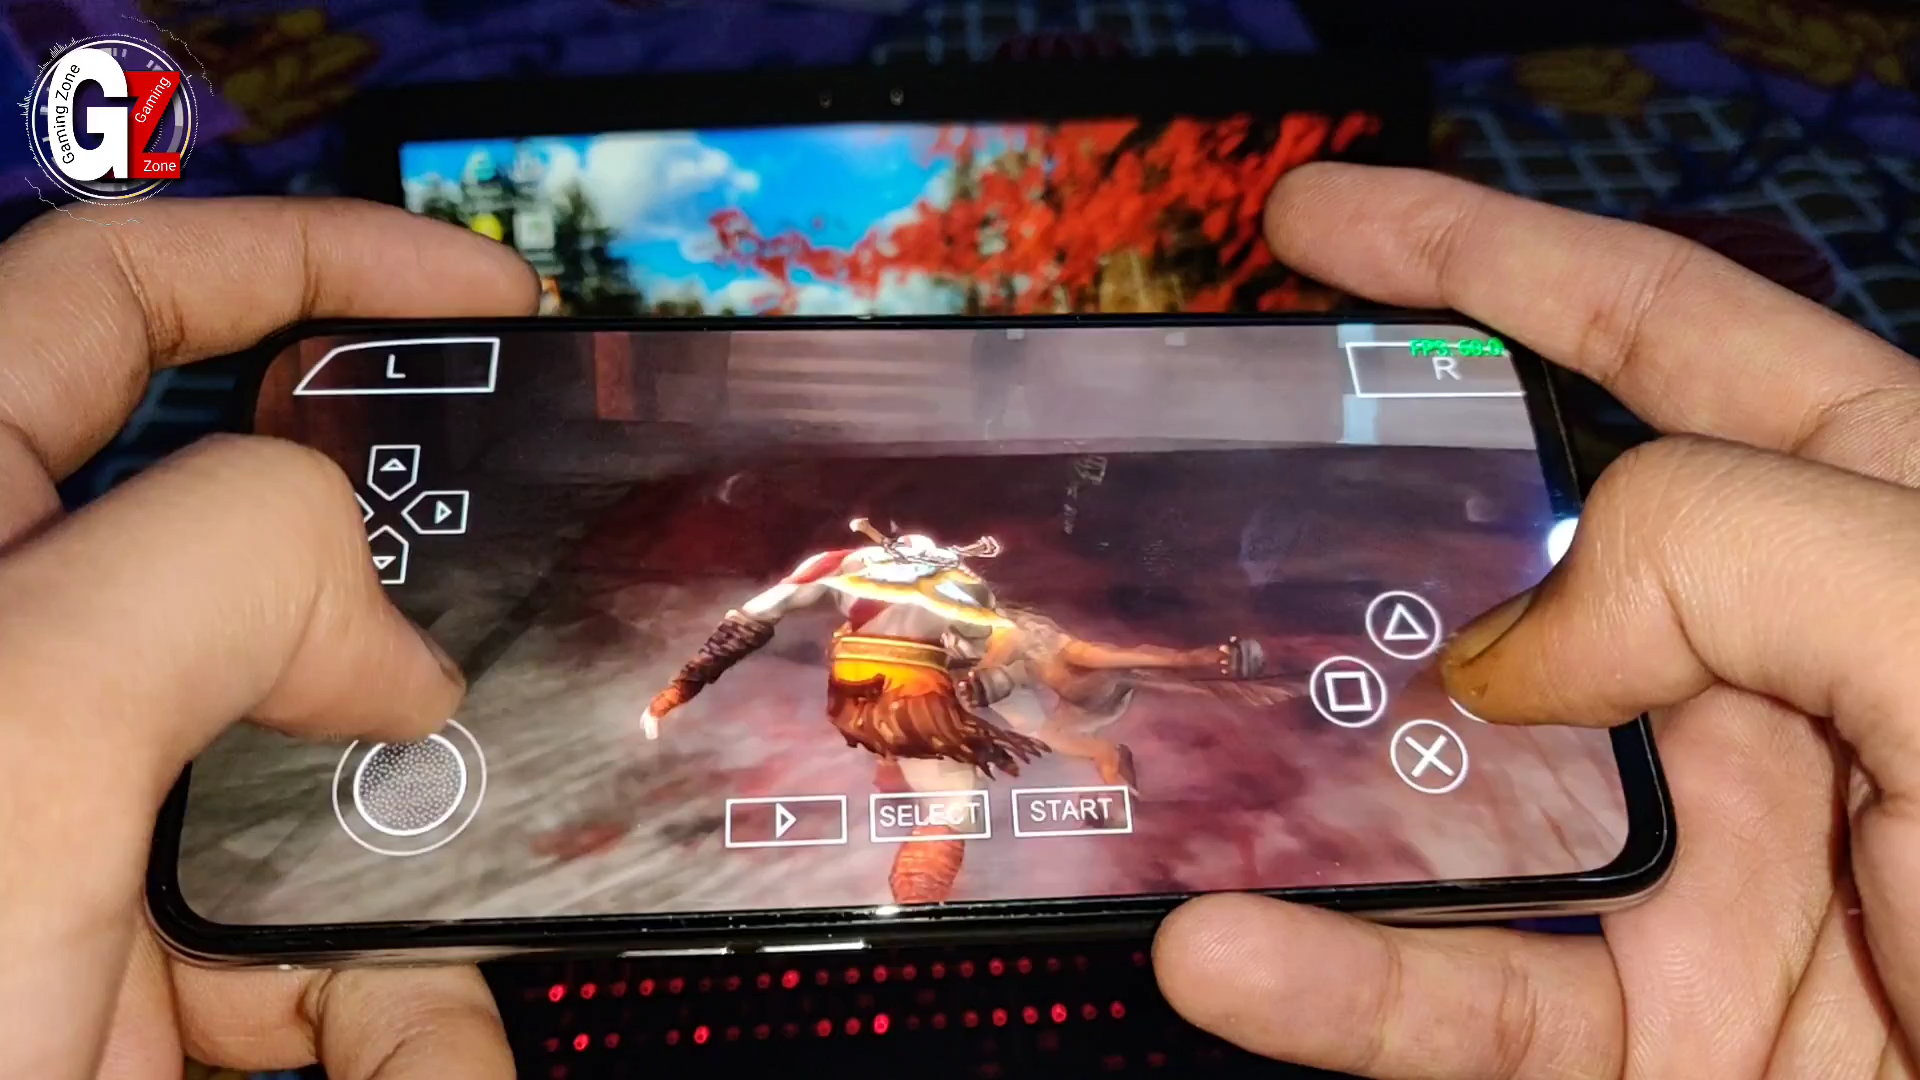 Gaming Zone
G
Z
Gaming
Zone
L
FPS: 60.0
R
SELECT
START